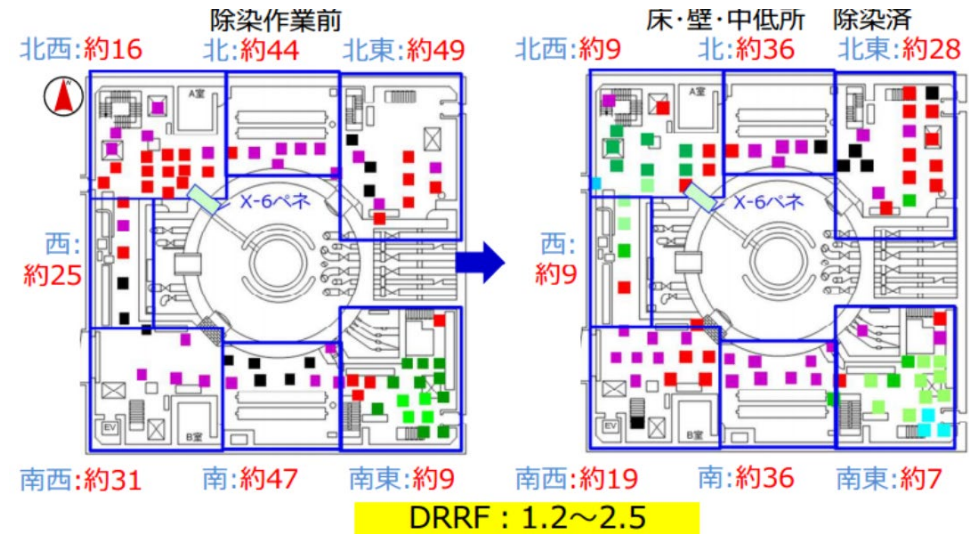 除染作業前
床・壁・中低所 除染済
北西:約16 北:約44 北東:約49
北西:約9 北:約36 北東:約28
A室
A室
X-6ペネ
X-6ペネ
西:
約25
西:
約9
EV
B室
EV
B室
南西:約31 南:約47 南東:約9
南西:約19 南:約36 南東:約7
DRRF：1.2～2.5